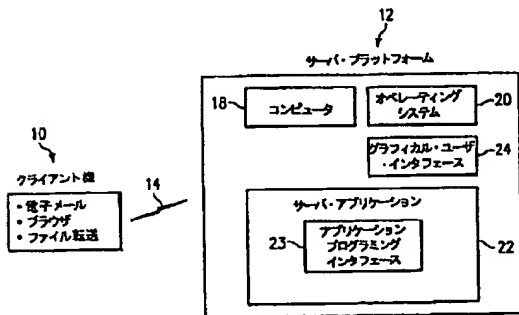 12
サーバ・プラットフォーム
18
コンピュータ
オペレーティング
システム
20
グラフィカル・ユーザ
・インタフェース
24
10
クライアント機
・電子メール
・ブラウザ
・ファイル転送
14
サーバ・アプリケーション
23
アプリケーション
プログラミング
インタフェース
22